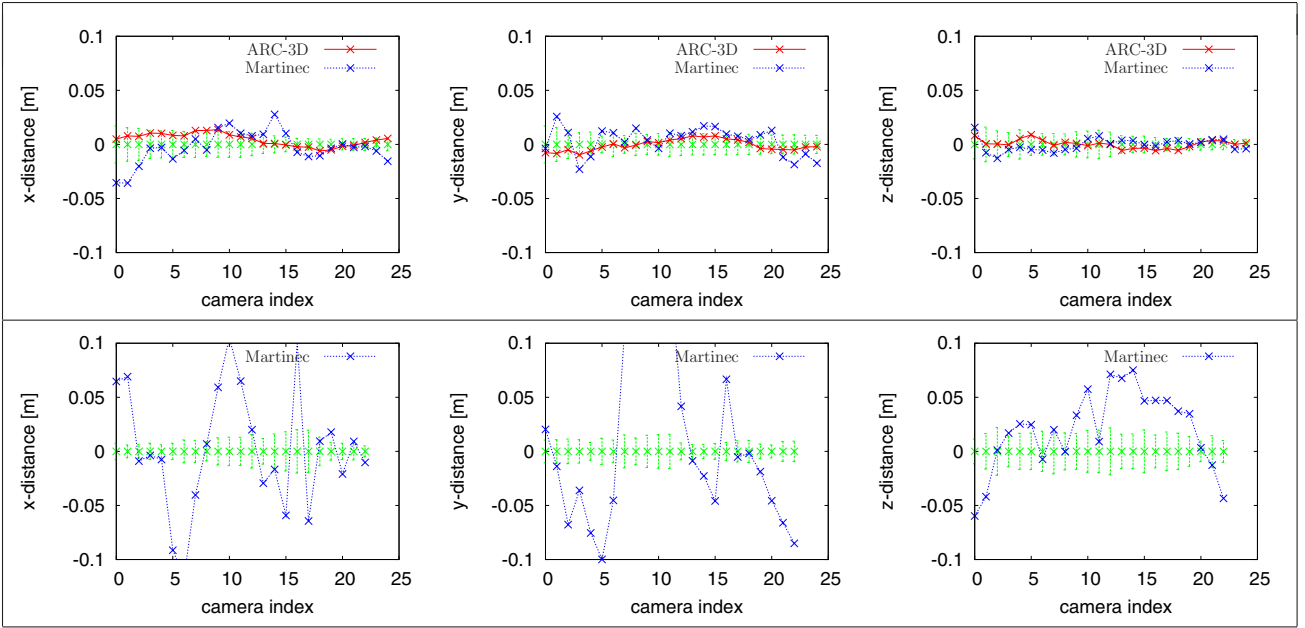 0.1
0.05
0
-0.05
-0.1
0 5 10 15 20 25
x-distance [m]
camera index
ARC-3D
Martinec
0.1
0.05
0
-0.05
-0.1
0 5 10 15 20 25
y-distance [m]
camera index
ARC-3D
Martinec
0.1
0.05
0
-0.05
-0.1
0 5 10 15 20 25
z-distance [m]
camera index
ARC-3D
Martinec
0.1
0.05
0
-0.05
-0.1
0 5 10 15 20 25
x-distance [m]
camera index
Martinec
0.1
0.05
0
-0.05
-0.1
0 5 10 15 20 25
y-distance [m]
camera index
Martinec
0.1
0.05
0
-0.05
-0.1
0 5 10 15 20 25
z-distance [m]
camera index
Martinec